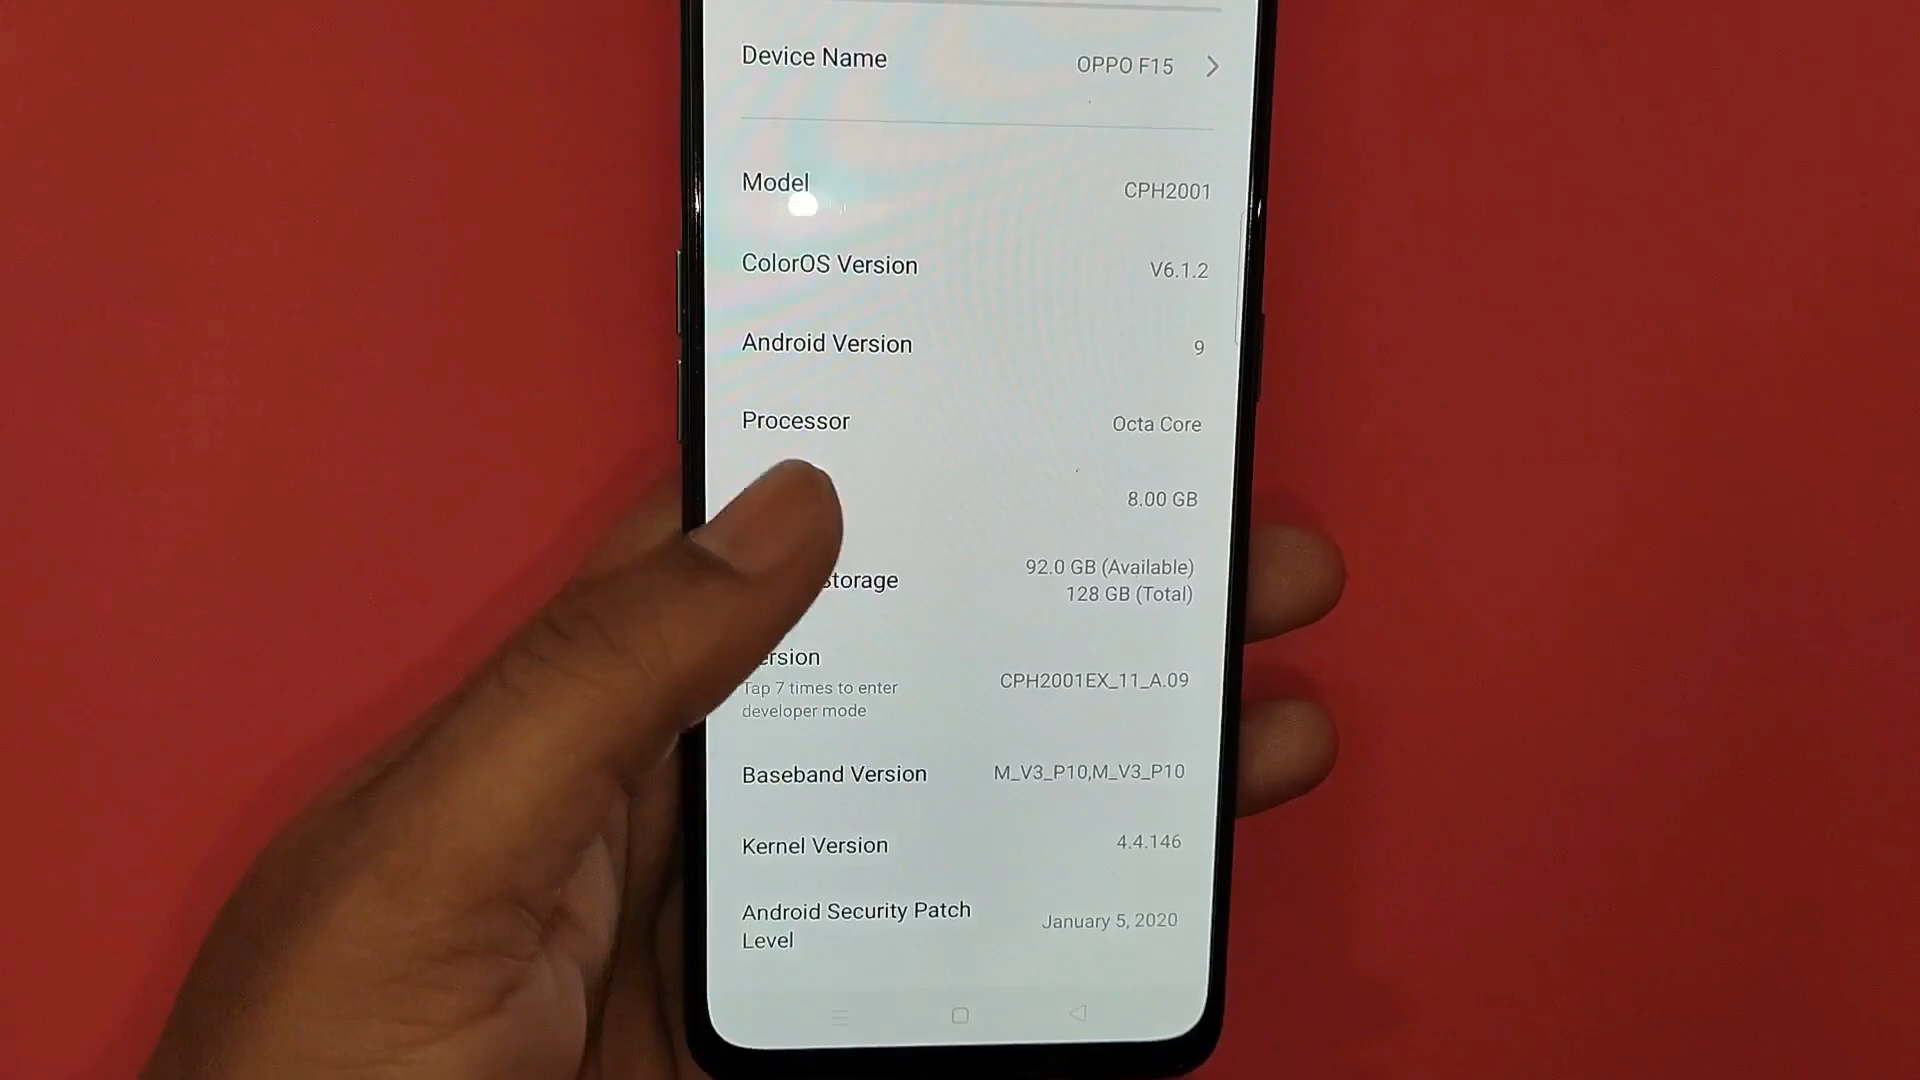 Device Name
OPPO F15
Model
CPH2001
ColorOS Version
V6.1.2
Android Version
9
Processor
Octa Core
8.00 GB
Storage
92.0 GB (Available)
128 GB (Total)
Tap 7 times to enter
developer mode
CPH2001EX_11_A.09
Baseband Version
M_V3_P10,M_V3_P10
Kernel Version
4.4.146
Android Security Patch
Level
January 5, 2020